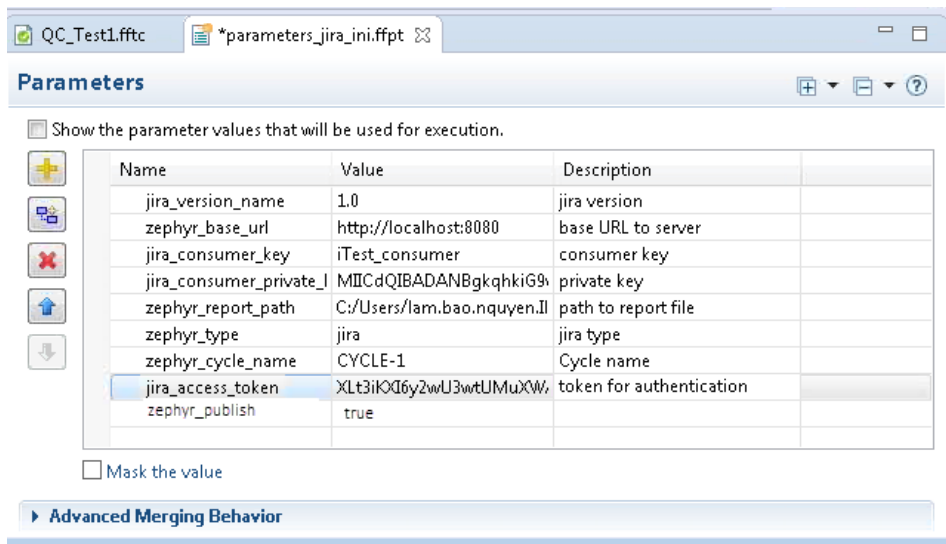 QC_Test1.fftc *parameters_jira_ini.ffpt
Parameters
Show the parameter values that will be used for execution.
Name Value Description
jira_version_name 1.0 jira version
zephyr_base_url http://localhost:8080 base URL to server
jira_consumer_key iTest_consumer consumer key
jira_consumer_private_ MIICdQIBADANBgkqhkiG9 private key
zephyr_report_path C:/Users/lam.bao.nguyen.Il path to report file
zephyr_type jira jira type
zephyr_cycle_name CYCLE-1 Cycle name
jira_access_token XLt3iKXI6y2wU3wtUMuXW token for authentication
zephyr_publish true
Mask the value
Advanced Merging Behavior